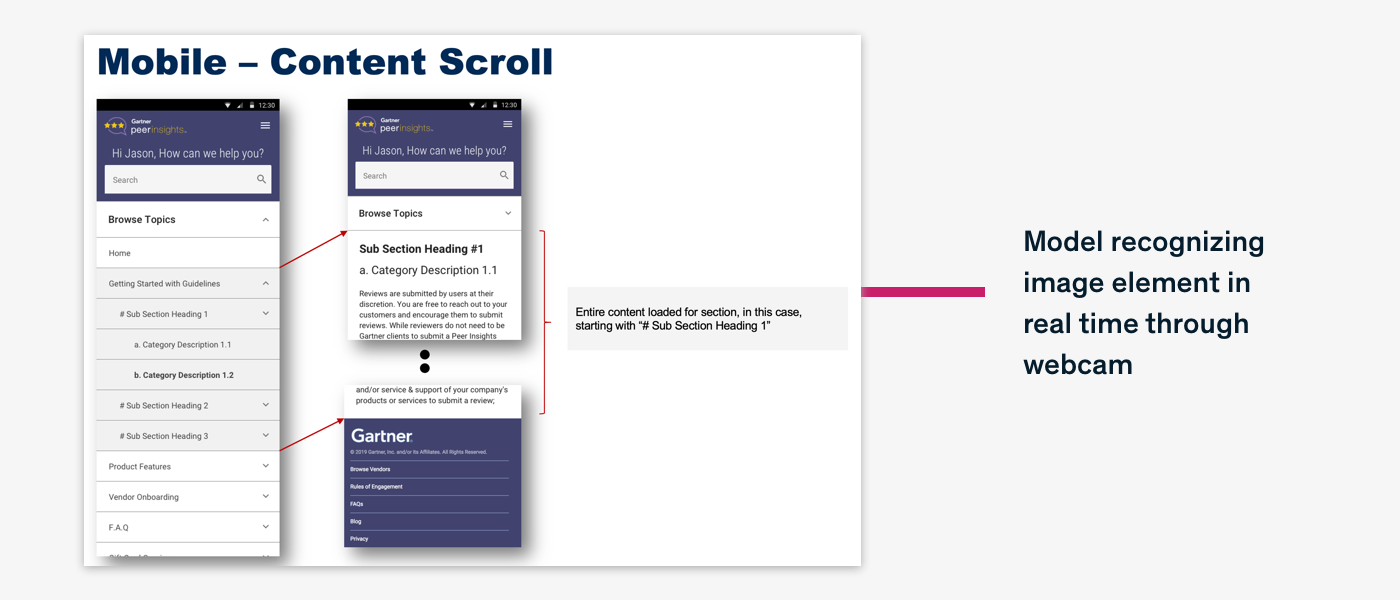 Mobile – Content Scroll
12:30
Gartner
peerinsights™
Hi Jason, How can we help you?
Search
Browse Topics
Home
Getting Started with Guidelines
# Sub Section Heading 1
a. Category Description 1.1
b. Category Description 1.2
# Sub Section Heading 2
# Sub Section Heading 3
Product Features
Vendor Onboarding
F.A.Q
12:30
Gartner
peerinsights™
Hi Jason, How can we help you?
Search
Browse Topics
Sub Section Heading #1
a. Category Description 1.1
Reviews are submitted by users at their
discretion. You are free to reach out to your
customers and encourage them to submit
reviews. While reviewers do not need to be
Gartner clients to submit a Peer Insights
and/or service & support of your company's
products or services to submit a review;
Gartner
© 2019 Gartner, Inc. and/or its Affiliates. All Rights Reserved.
Browse Vendors
Rules of Engagement
FAQs
Blog
Privacy
Entire content loaded for section, in this case,
starting with “# Sub Section Heading 1”
Model recognizing
image element in
real time through
webcam